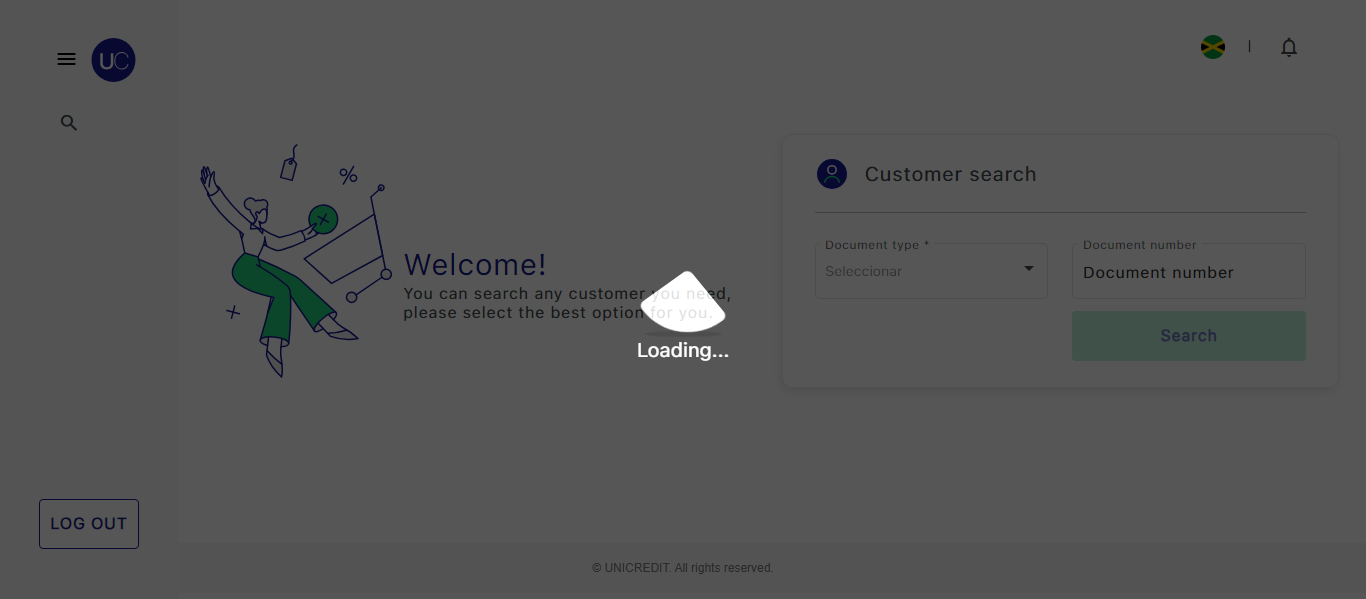 UC
Customer search
Document type *
Seleccionar
Document number
Document number
Search
Welcome!
You can search any customer you need,
please select the best option for you.
Loading...
LOG OUT
© UNICREDIT. All rights reserved.